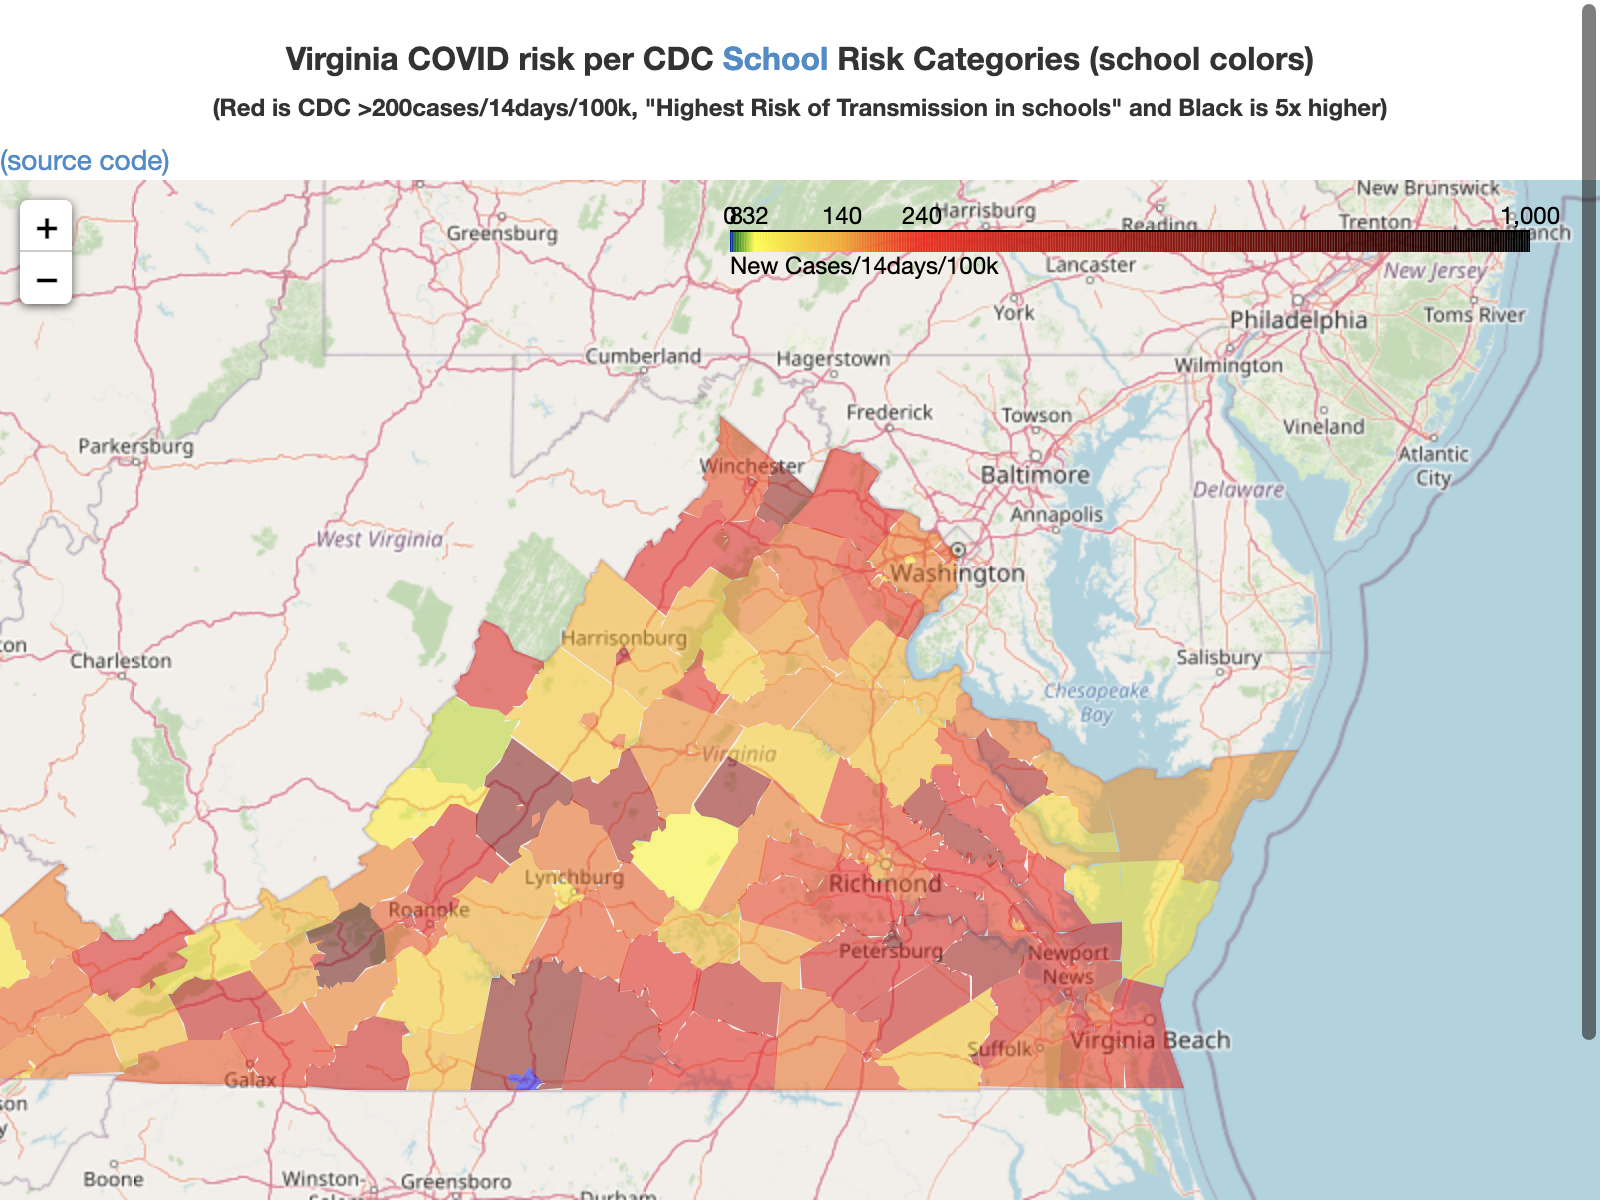 Virginia COVID risk per CDC School Risk Categories (school colors)
(Red is CDC >200cases/14days/100k, "Highest Risk of Transmission in schools" and Black is 5x higher)
(source code)
+
−
0 8 32 140 240 1,000
New Cases/14days/100k
New Brunswick
Harrisburg
Reading
Trenton
Long Branch
Greensburg
Lancaster
New Jersey
York
Philadelphia
Toms River
Cumberland
Hagerstown
Wilmington
Frederick
Towson
Vineland
Parkersburg
Winchester
Baltimore
Atlantic
City
Delaware
Annapolis
West Virginia
Washington
Harrisonburg
Charleston
Salisbury
Chesapeake
Bay
Virginia
Lynchburg
Richmond
Roanoke
Petersburg
Newport
News
Virginia Beach
Suffolk
Galax
Boone
Winston-
Salem
Greensboro
Durham